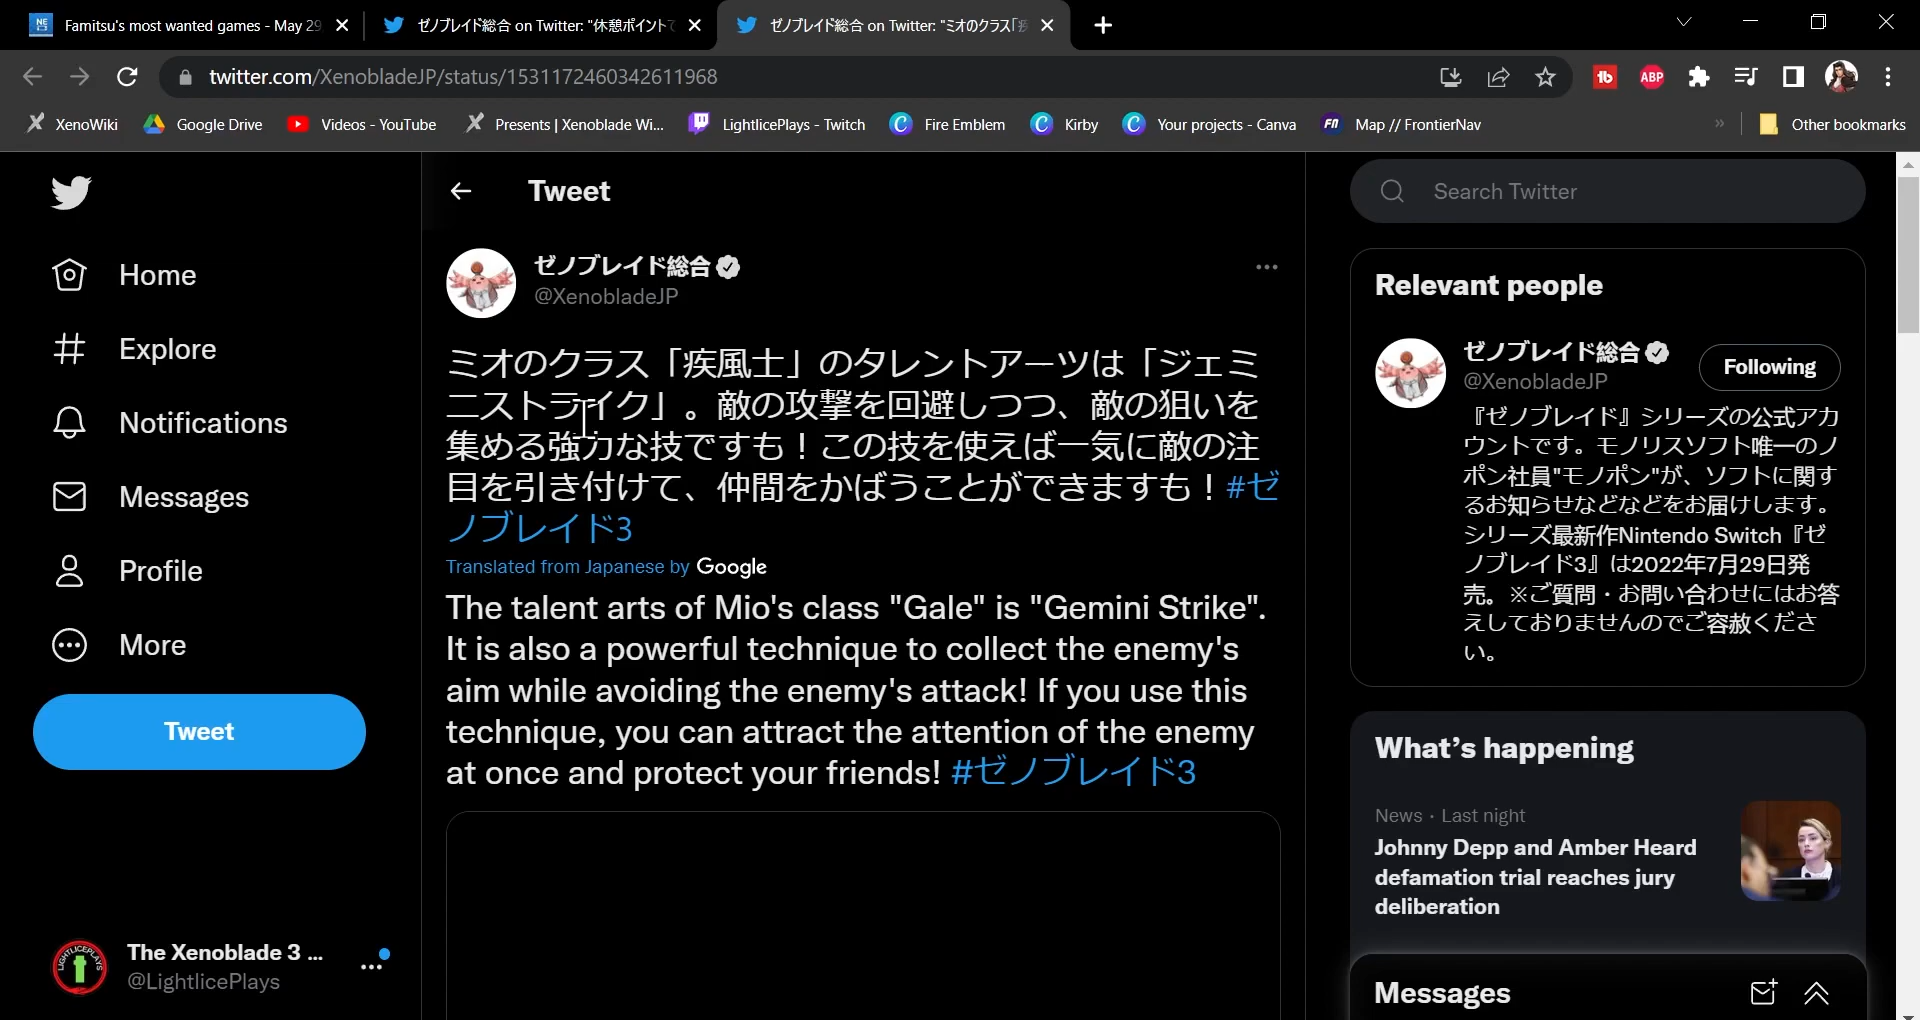 Famitsu's most wanted games - May 29
ゼノブレイド総合 on Twitter: "休憩ポイントで
ゼノブレイド総合 on Twitter: "ミオのクラス「疾
twitter.com/XenobladeJP/status/1531172460342611968
ABP
XenoWiki
Google Drive
Videos - YouTube
Presents | Xenoblade Wi...
LightlicePlays - Twitch
Fire Emblem
Kirby
Your projects - Canva
FN
Map // FrontierNav
»
Other bookmarks
Home
Explore
Notifications
Messages
Profile
More
Tweet
The Xenoblade 3 ...
@LightlicePlays
Tweet
ゼノブレイド総合
@XenobladeJP
ミオのクラス「疾風士」のタレントアーツは「ジェミ
ニストライク」。敵の攻撃を回避しつつ、敵の狙いを
集める強力な技ですも！この技を使えば一気に敵の注
目を引き付けて、仲間をかばうことができますも！#ゼ
ノブレイド3
Translated from Japanese by Google
The talent arts of Mio's class "Gale" is "Gemini Strike".
It is also a powerful technique to collect the enemy's
aim while avoiding the enemy's attack! If you use this
technique, you can attract the attention of the enemy
at once and protect your friends! #ゼノブレイド3
Search Twitter
Relevant people
ゼノブレイド総合
@XenobladeJP
Following
『ゼノブレイド』シリーズの公式アカ
ウントです。モノリスソフト唯一のノ
ポン社員"モノポン"が、ソフトに関す
るお知らせなどなどをお届けします。
シリーズ最新作Nintendo Switch『ゼ
ノブレイド3』は2022年7月29日発
売。※ご質問・お問い合わせにはお答
えしておりませんのでご容赦くださ
い。
What's happening
News · Last night
Johnny Depp and Amber Heard
defamation trial reaches jury
deliberation
Messages